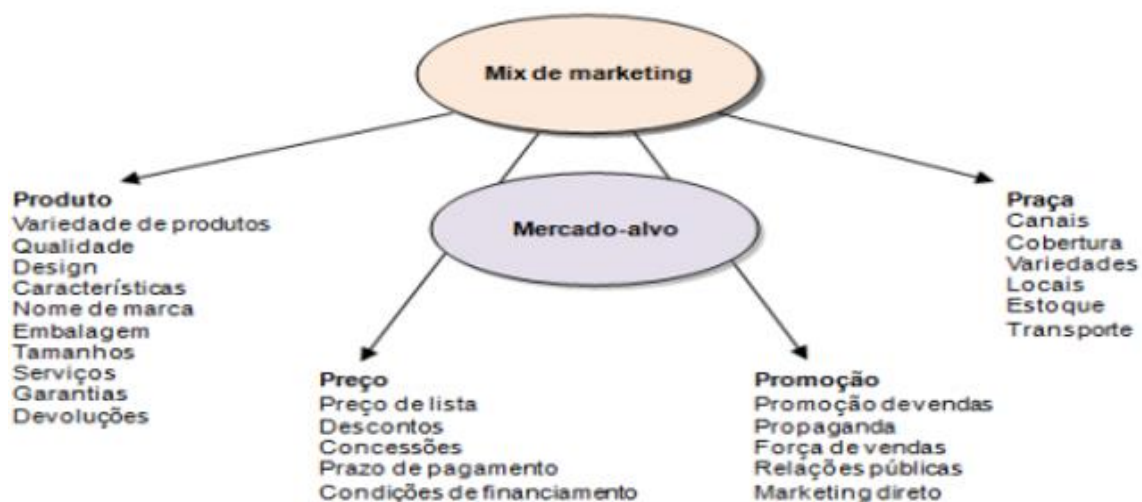 Mix de marketing
Mercado-alvo
Produto
Variedade de produtos
Qualidade
Design
Características
Nome de marca
Embalagem
Tamanhos
Serviços
Garantias
Devoluções
Preço
Preço de lista
Descontos
Concessões
Prazo de pagamento
Condições de financiamento
Promoção
Promoção de vendas
Propaganda
Força de vendas
Relações públicas
Marketing direto
Praça
Canais
Cobertura
Variedades
Locais
Estoque
Transporte